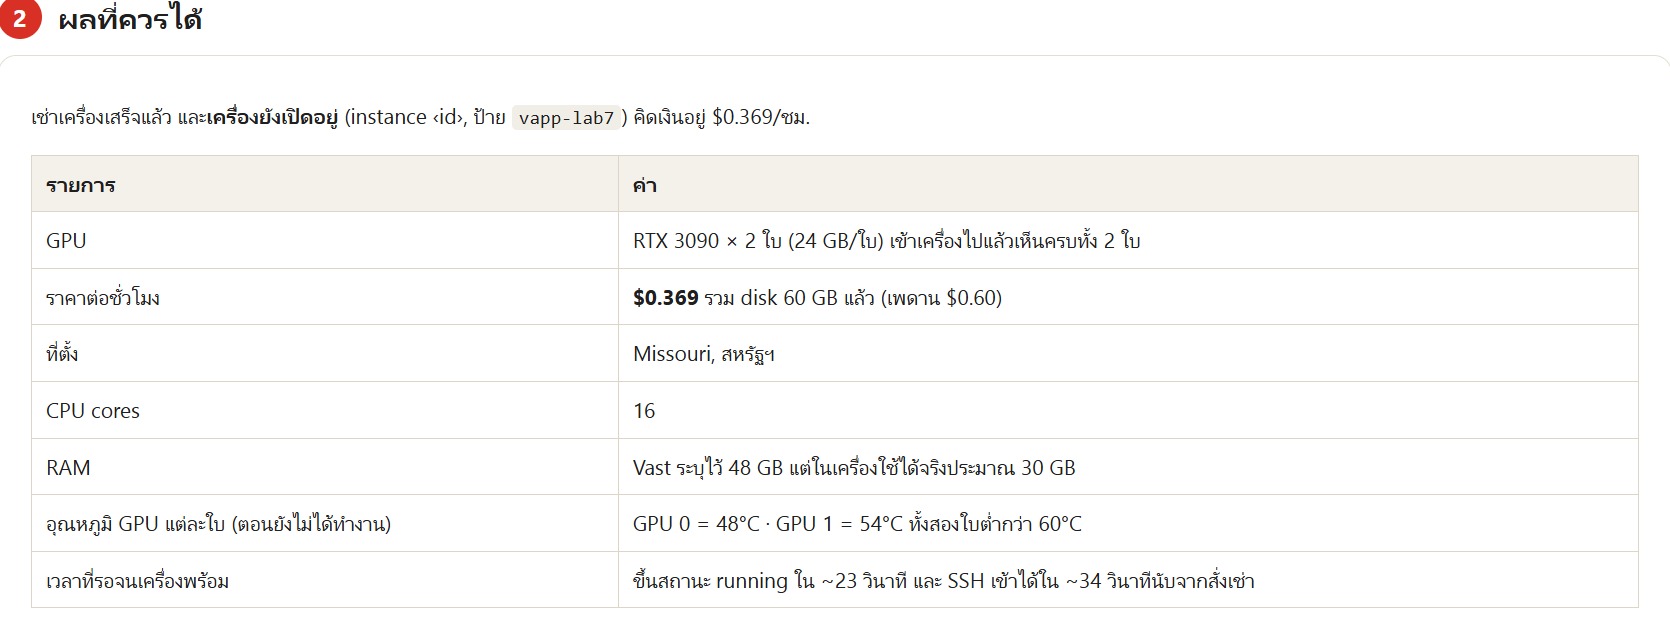 2 ผลที่ควรได้
เช่าเครื่องเสร็จแล้ว และเครื่องยังเปิดอยู่ (instance ‹id›, ป้าย vapp-lab7) คิดเงินอยู่ $0.369/ชม.
รายการ ค่า
GPU RTX 3090 × 2 ใบ (24 GB/ใบ) เข้าเครื่องไปแล้วเห็นครบทั้ง 2 ใบ
ราคาต่อชั่วโมง $0.369 รวม disk 60 GB แล้ว (เพดาน $0.60)
ที่ตั้ง Missouri, สหรัฐฯ
CPU cores 16
RAM Vast ระบุไว้ 48 GB แต่ในเครื่องใช้ได้จริงประมาณ 30 GB
อุณหภูมิ GPU แต่ละใบ (ตอนยังไม่ได้ทำงาน) GPU 0 = 48°C · GPU 1 = 54°C ทั้งสองใบต่ำกว่า 60°C
เวลาที่รอจนเครื่องพร้อม ขึ้นสถานะ running ใน ~23 วินาที และ SSH เข้าได้ใน ~34 วินาทีนับจากสั่งเช่า